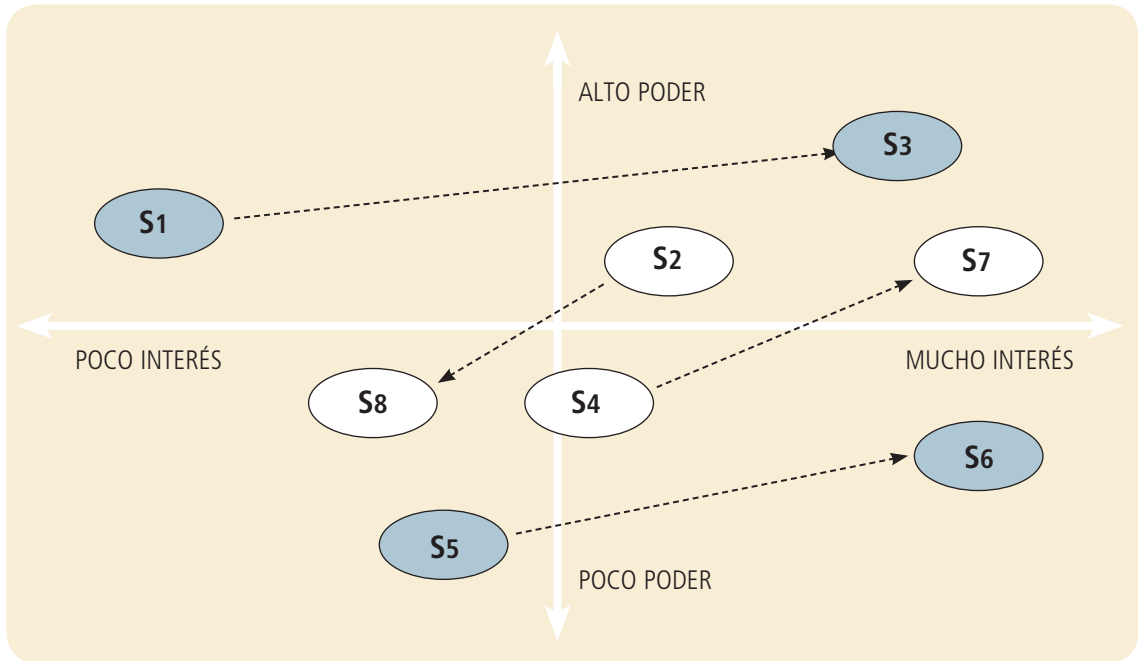 ALTO PODER
S3
S1
S2
S7
POCO INTERÉS
MUCHO INTERÉS
S8
S4
S6
S5
POCO PODER